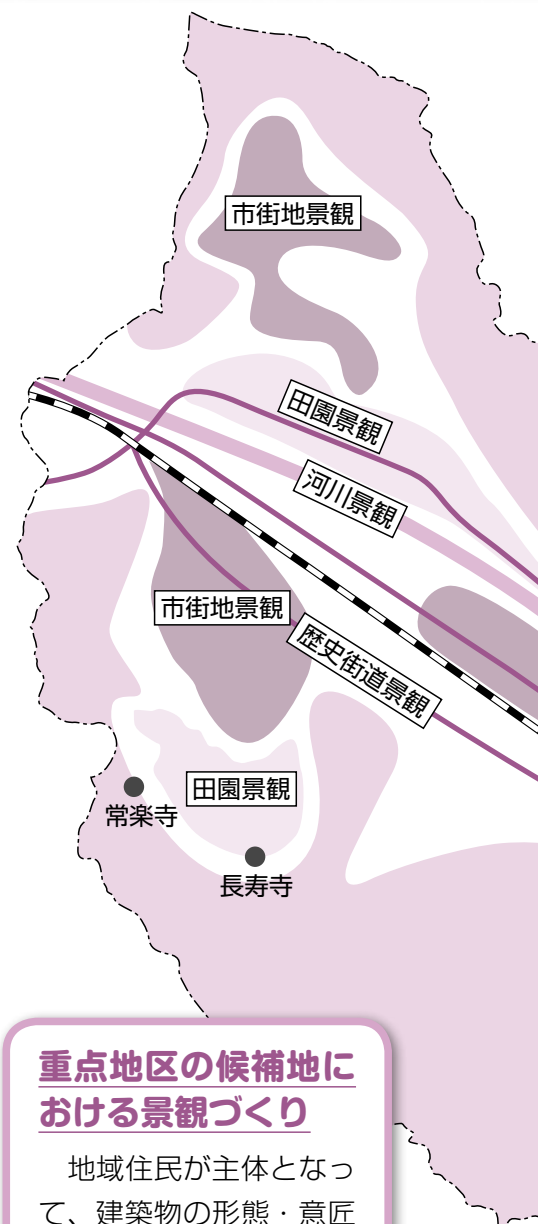 市街地景観
田園景観
河川景観
市街地景観
歴史街道景観
田園景観
常楽寺
長寿寺
重点地区の候補地に
おける景観づくり
地域住民が主体となっ
て、建築物の形態・意匠